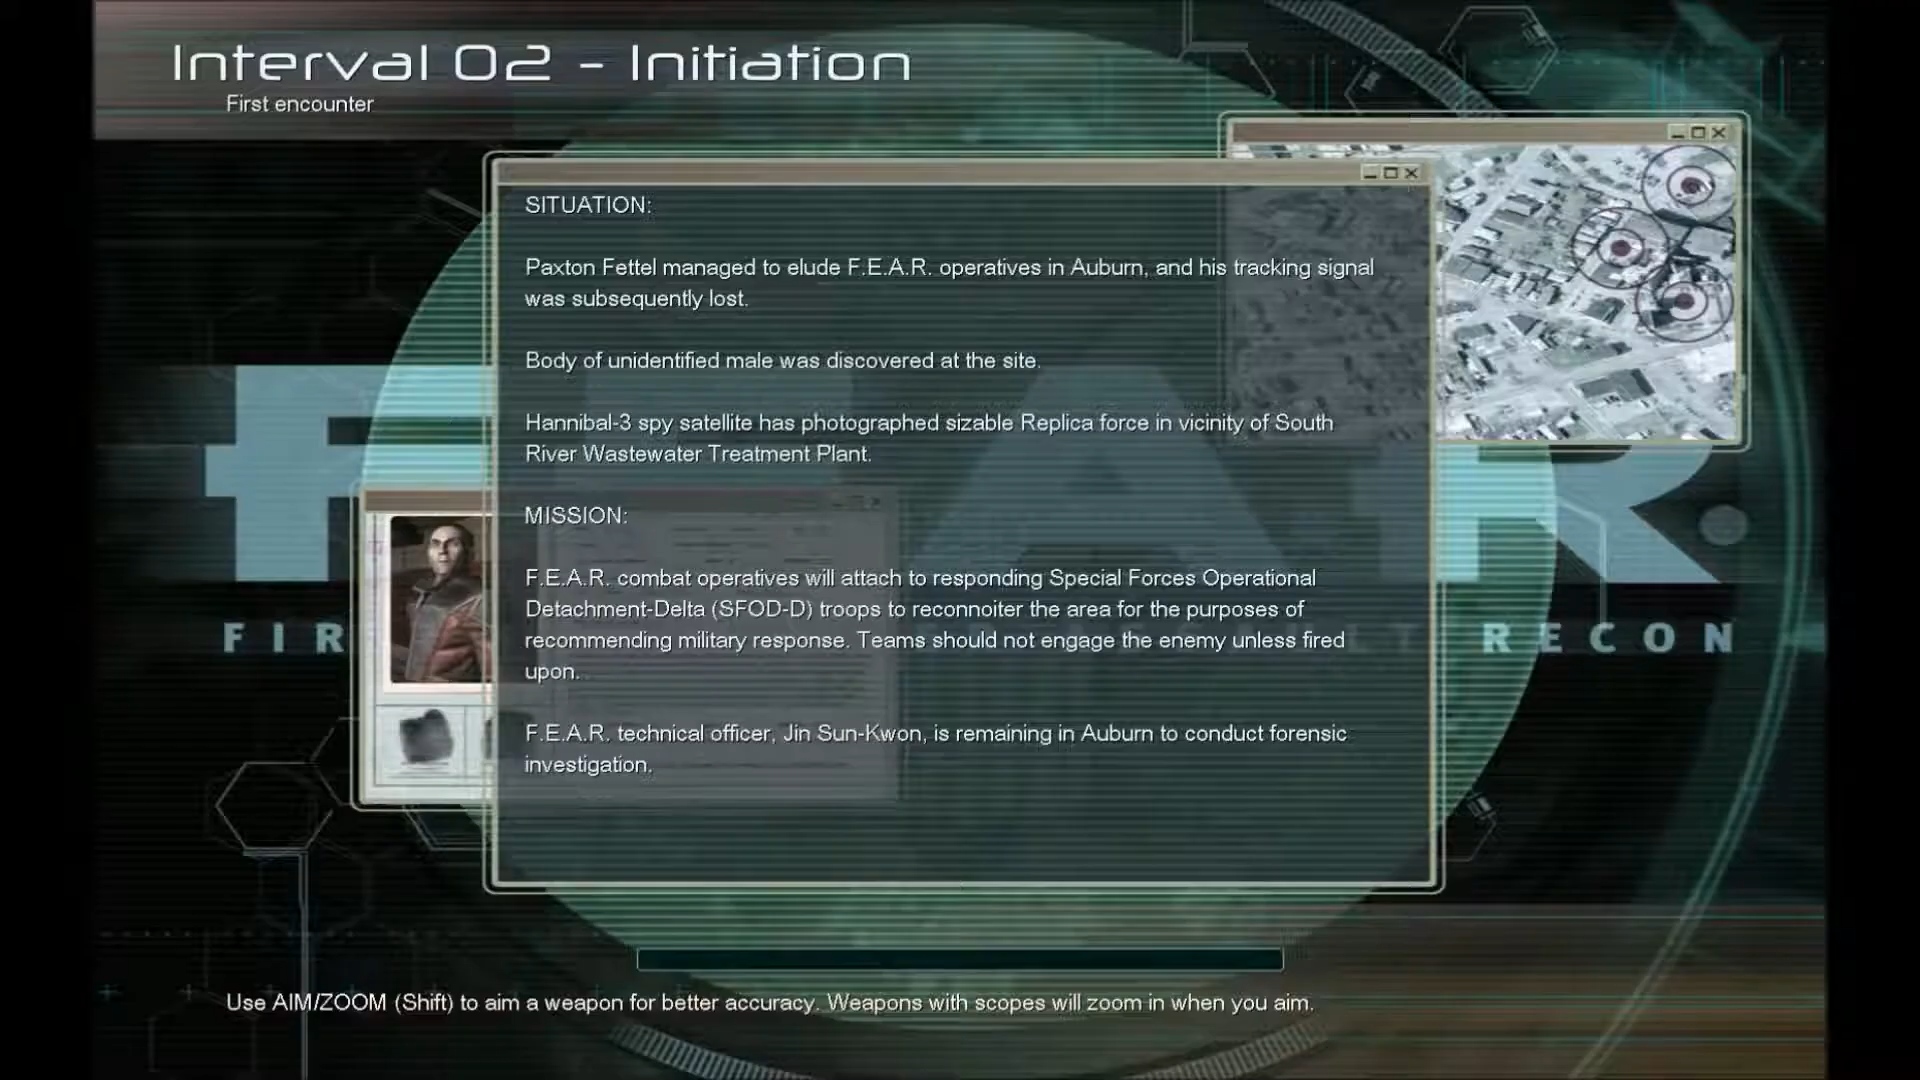 Interval 02 - Initiation
First encounter
SITUATION:
Paxton Fettel managed to elude F.E.A.R. operatives in Auburn, and his tracking signal
was subsequently lost.
Body of unidentified male was discovered at the site.
Hannibal-3 spy satellite has photographed sizable Replica force in vicinity of South
River Wastewater Treatment Plant.
MISSION:
F.E.A.R. combat operatives will attach to responding Special Forces Operational
Detachment-Delta (SFOD-D) troops to reconnoiter the area for the purposes of
recommending military response. Teams should not engage the enemy unless fired
upon.
F.E.A.R. technical officer, Jin Sun-Kwon, is remaining in Auburn to conduct forensic
investigation.
RECON
Use AIM/ZOOM (Shift) to aim a weapon for better accuracy. Weapons with scopes will zoom in when you aim.